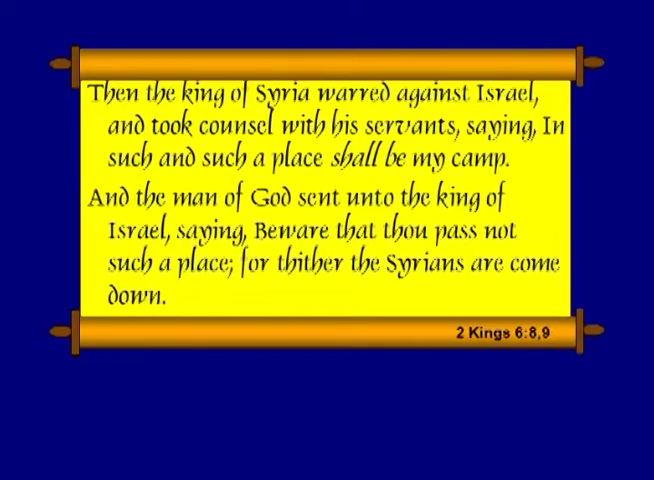 Then the king of Syria warred against Israel,
and took counsel with his servants, saying, In
such and such a place shall be my camp.
And the man of God sent unto the king of
Israel, saying, Beware that thou pass not
such a place; for thither the Syrians are come
down.
2 Kings 6:8,9